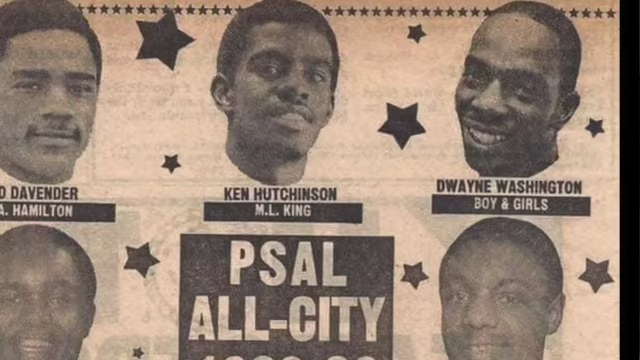 D DAVENDER
A. HAMILTON
KEN HUTCHINSON
M.L. KING
DWAYNE WASHINGTON
BOY & GIRLS
PSAL
ALL-CITY